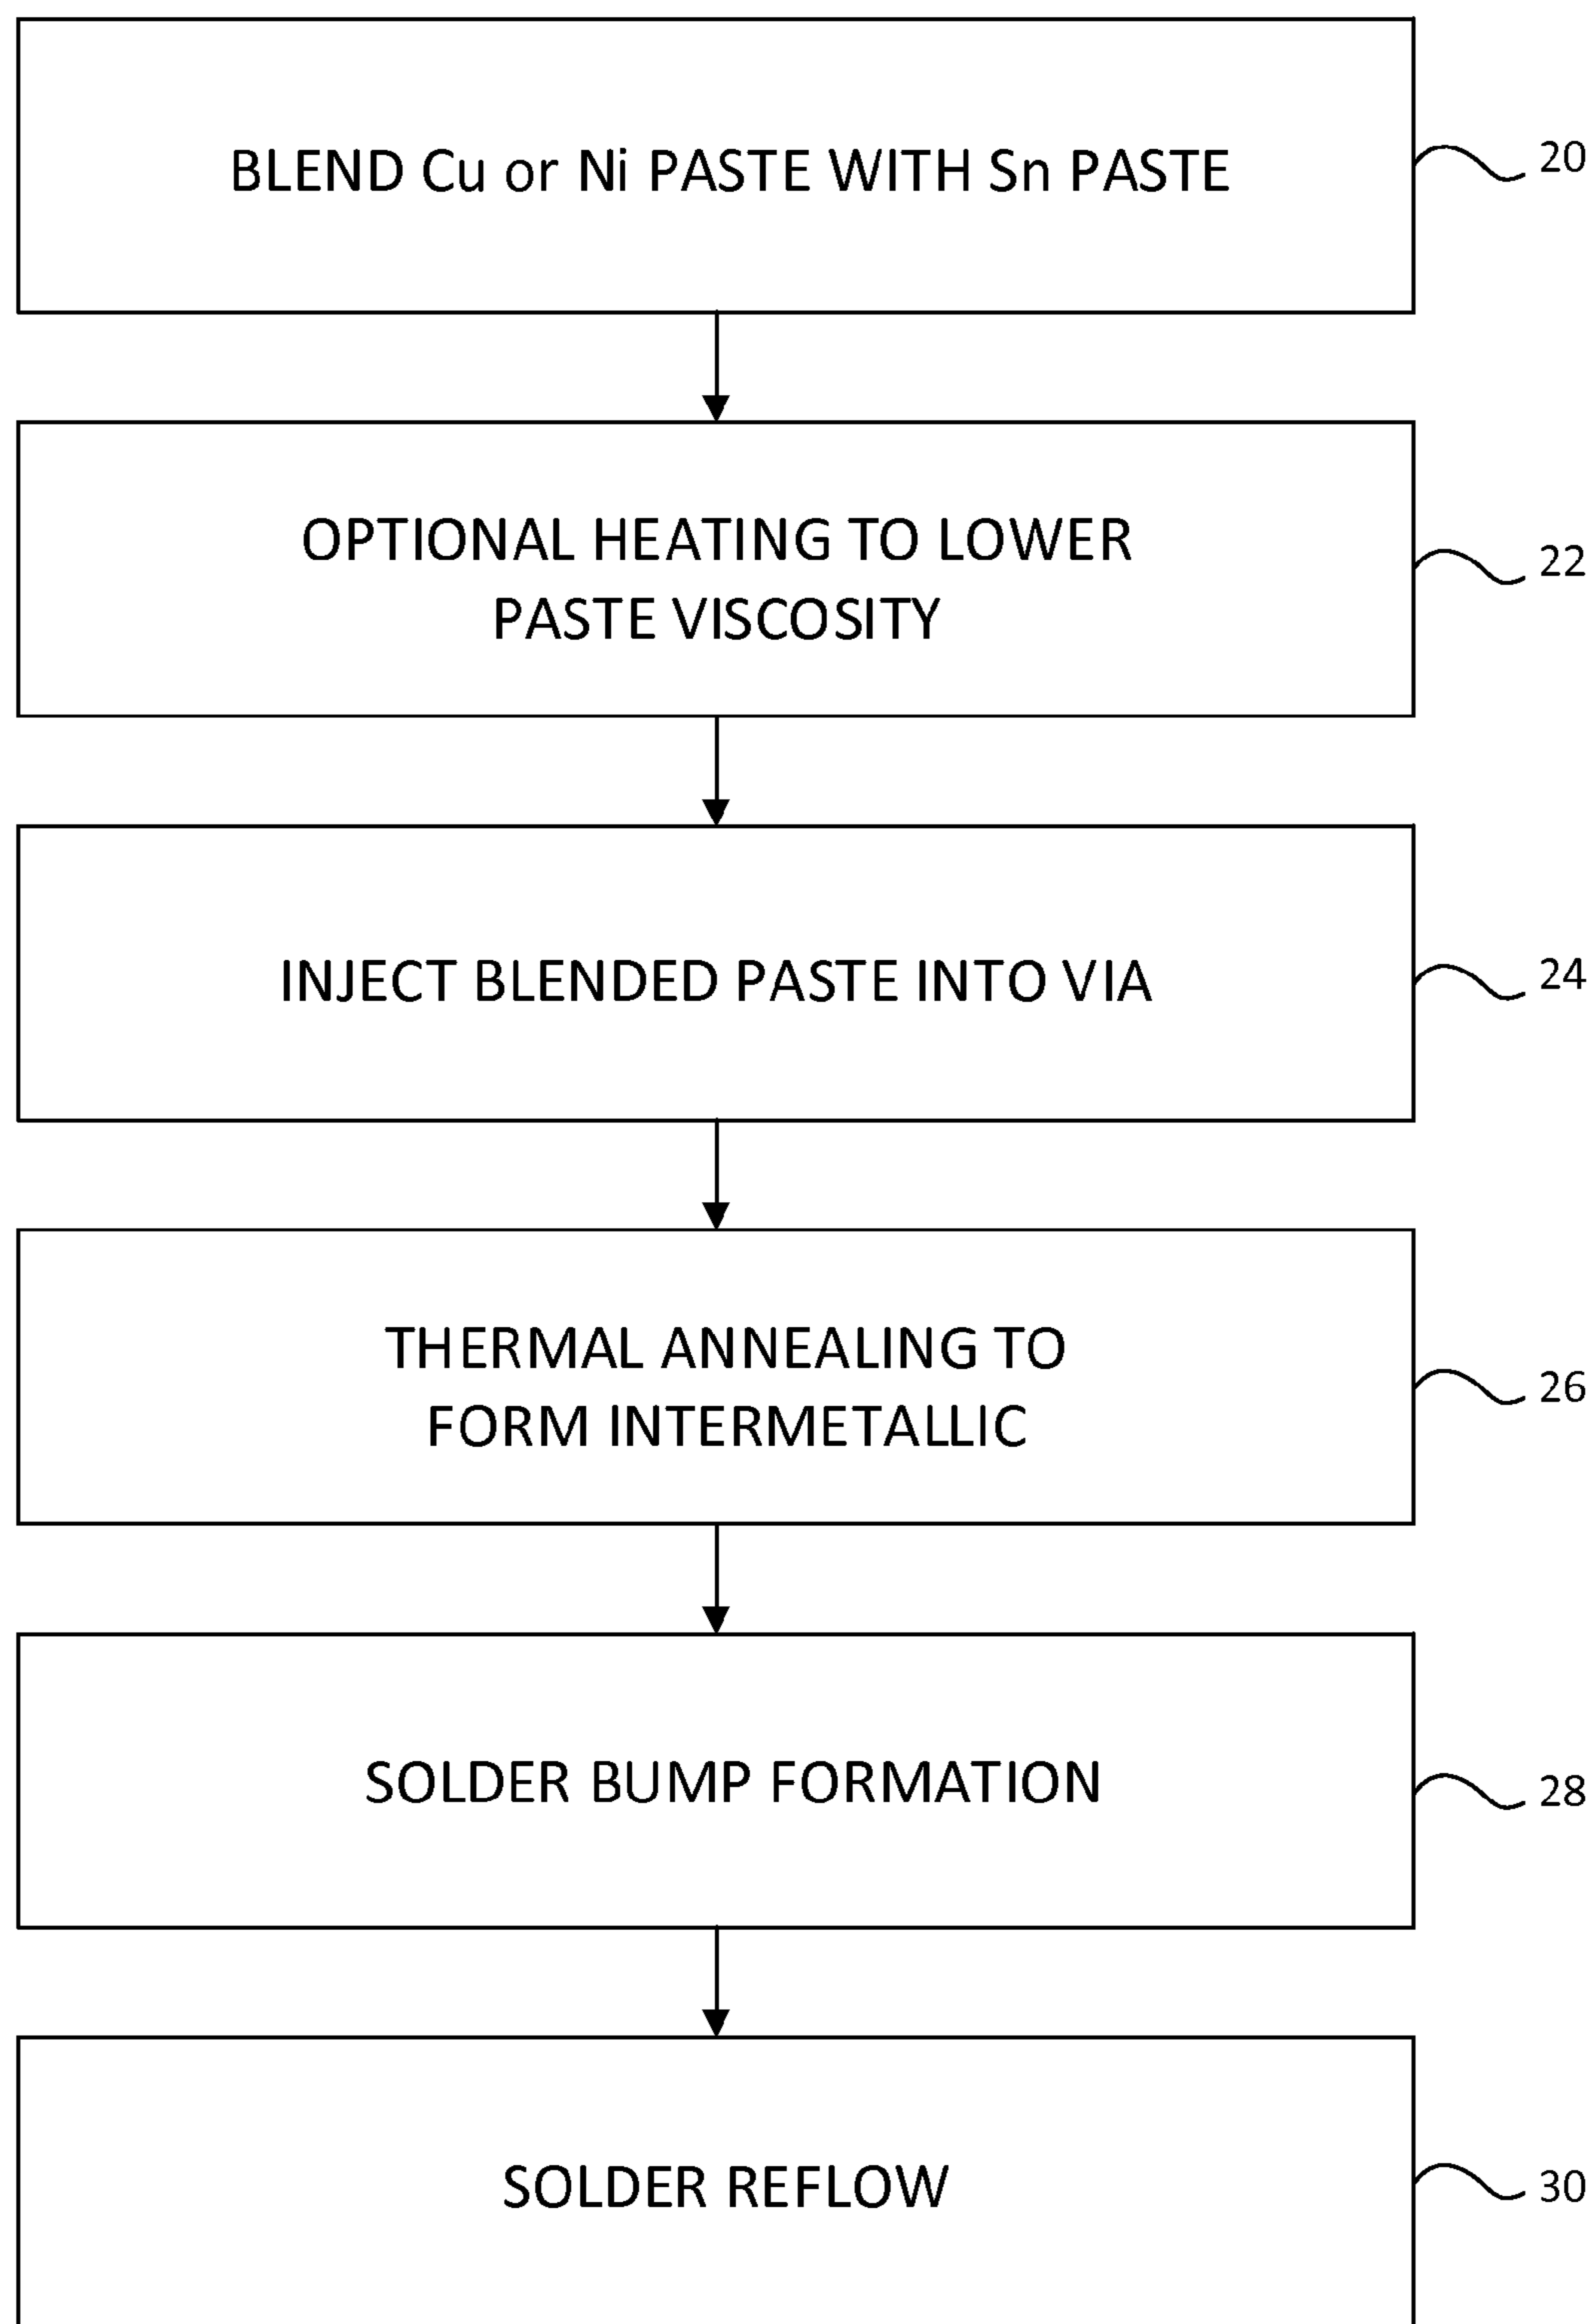 BLEND Cu or Ni PASTE WITH Sn PASTE
20
OPTIONAL HEATING TO LOWER
PASTE VISCOSITY
22
INJECT BLENDED PASTE INTO VIA
24
THERMAL ANNEALING TO
FORM INTERMETALLIC
26
SOLDER BUMP FORMATION
28
SOLDER REFLOW
30